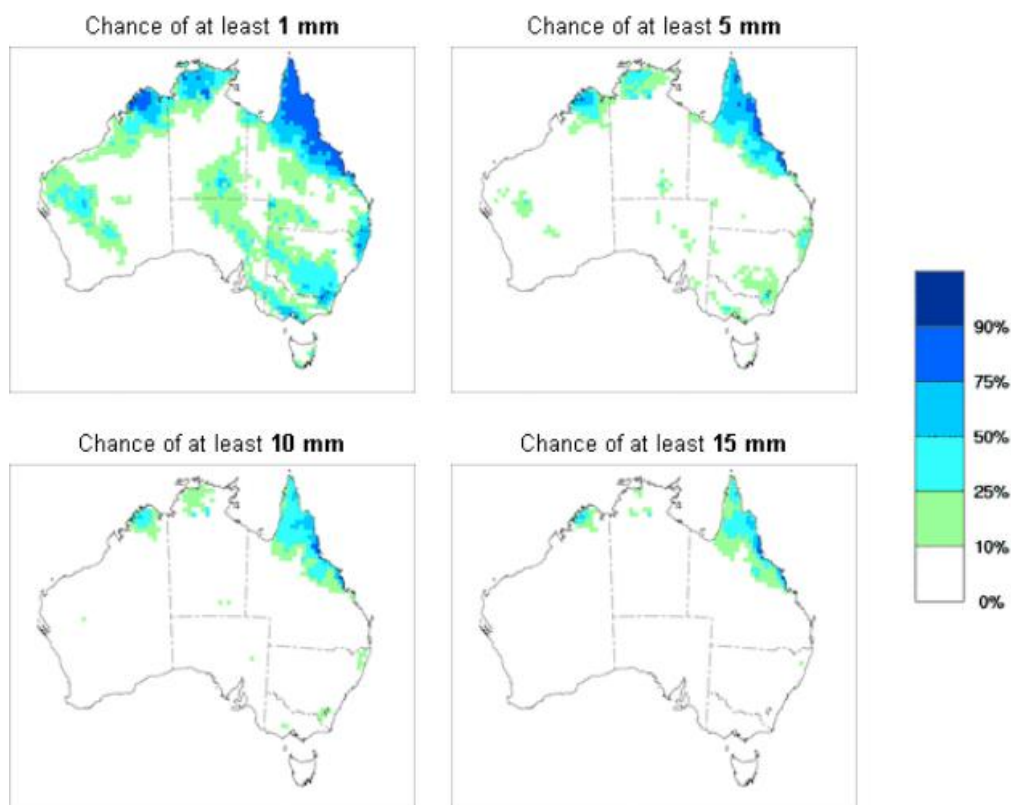 Chance of at least 1 mm
Chance of at least 5 mm
Chance of at least 10 mm
Chance of at least 15 mm
90%
75%
50%
25%
10%
0%